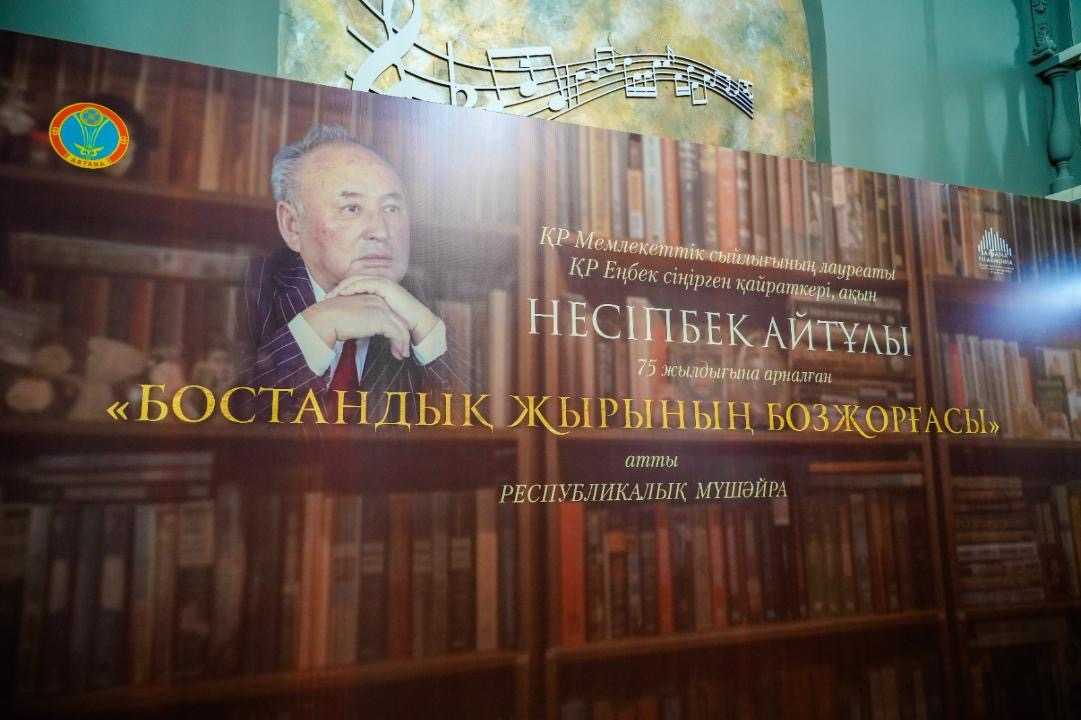 АСТАНА
ҚР Мемлекеттік сыйлығының лауреаты
ҚР Еңбек сіңірген қайраткері, ақын
НЕСІПБЕК АЙТҰЛЫ
75 жылдығына арналған
«БОСТАНДЫҚ ЖЫРЫНЫҢ БОЗЖОРҒАСЫ»
атты
РЕСПУБЛИКАЛЫҚ МҮШӘЙРА